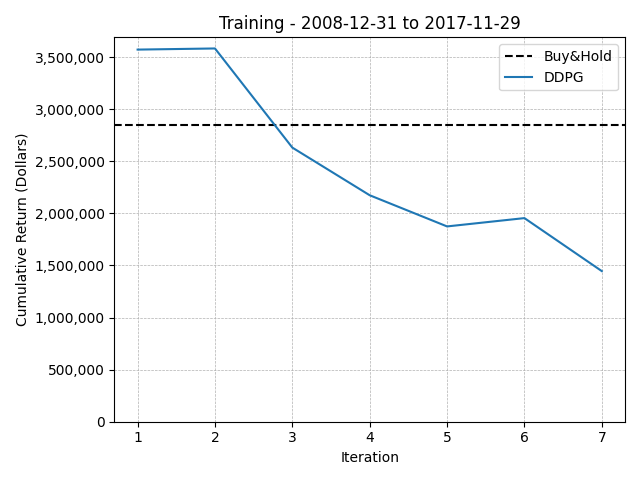 Training - 2008-12-31 to 2017-11-29
Buy&Hold
DDPG
Cumulative Return (Dollars)
3,500,000
3,000,000
2,500,000
2,000,000
1,500,000
1,000,000
500,000
0
1 2 3 4 5 6 7
Iteration